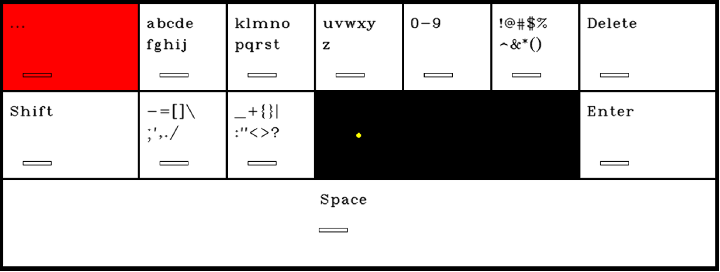 ...
abcde
fghij
klmno
pqrst
uvwxy
z
0-9
!@#$%
^&*()
Delete
Shift
-=[]\
;',./
_+{}|
:"<>?
Enter
Space